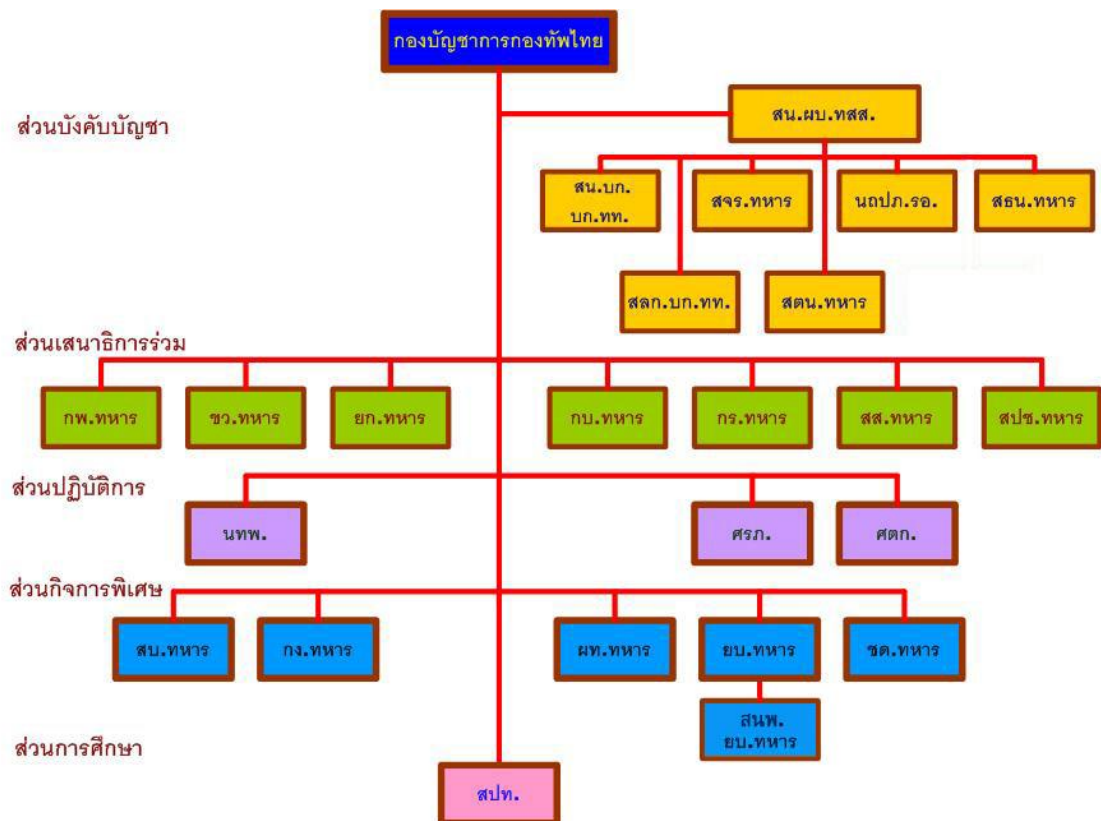 กองบัญชาการกองทัพไทย
ส่วนบังคับบัญชา
สน.ผบ.ทสส.
สน.บก.
บก.ทท.
สจร.ทหาร
นถปภ.รอ.
สธน.ทหาร
สลก.บก.ทท.
สตน.ทหาร
ส่วนเสนาธิการร่วม
กพ.ทหาร
ขว.ทหาร
ยก.ทหาร
กบ.ทหาร
กร.ทหาร
สส.ทหาร
สปช.ทหาร
ส่วนปฏิบัติการ
นทพ.
ศรภ.
ศตก.
ส่วนกิจการพิเศษ
สบ.ทหาร
กง.ทหาร
ผท.ทหาร
ยบ.ทหาร
ชด.ทหาร
สนพ.
ยบ.ทหาร
ส่วนการศึกษา
สปท.